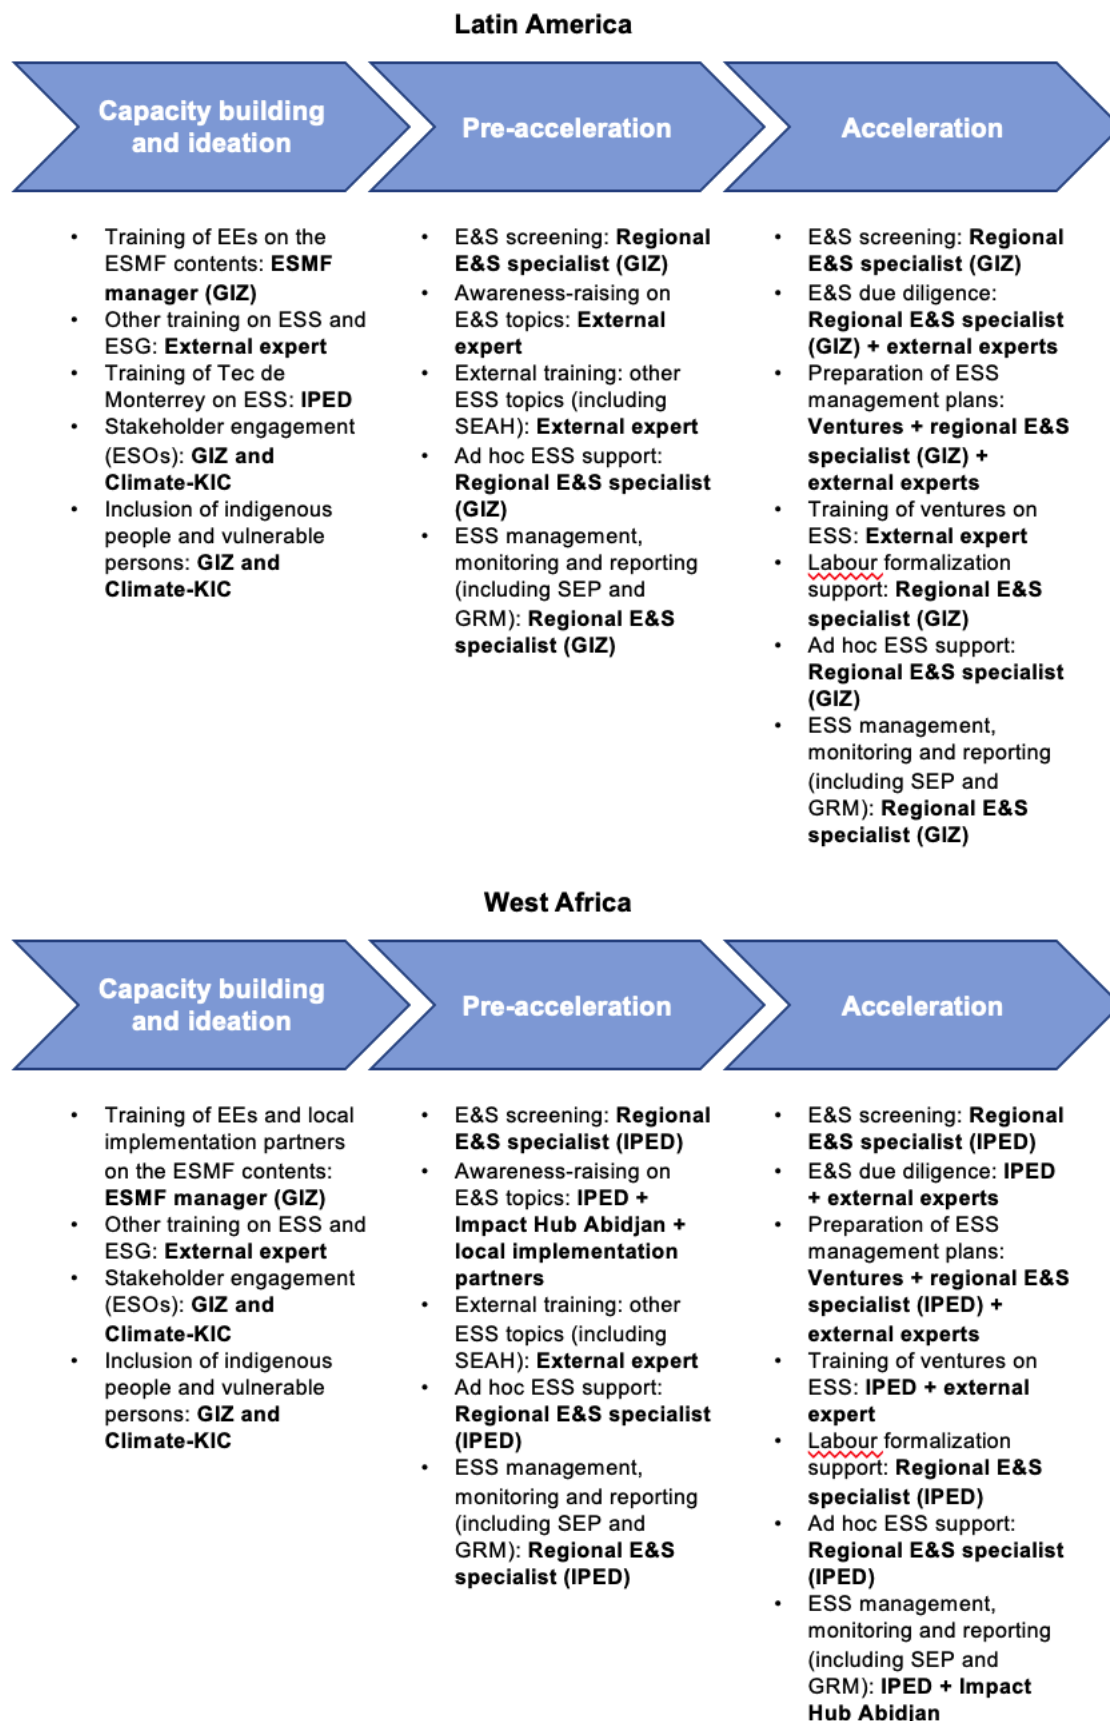 Latin America
Capacity building
and ideation
Pre-acceleration
Acceleration
• Training of EEs on the
ESMF contents: ESMF
manager (GIZ)
• Other training on ESS and
ESG: External expert
• Training of Tec de
Monterrey on ESS: IPED
• Stakeholder engagement
(ESOs): GIZ and
Climate-KIC
• Inclusion of indigenous
people and vulnerable
persons: GIZ and
Climate-KIC
• E&S screening: Regional
E&S specialist (GIZ)
• Awareness-raising on
E&S topics: External
expert
• External training: other
ESS topics (including
SEAH): External expert
• Ad hoc ESS support:
Regional E&S specialist
(GIZ)
• ESS management,
monitoring and reporting
(including SEP and
GRM): Regional E&S
specialist (GIZ)
• E&S screening: Regional
E&S specialist (GIZ)
• E&S due diligence:
Regional E&S specialist
(GIZ) + external experts
• Preparation of ESS
management plans:
Ventures + regional E&S
specialist (GIZ) +
external experts
• Training of ventures on
ESS: External expert
• Labour formalization
support: Regional E&S
specialist (GIZ)
• Ad hoc ESS support:
Regional E&S specialist
(GIZ)
• ESS management,
monitoring and reporting
(including SEP and
GRM): Regional E&S
specialist (GIZ)
West Africa
Capacity building
and ideation
Pre-acceleration
Acceleration
• Training of EEs and local
implementation partners
on the ESMF contents:
ESMF manager (GIZ)
• Other training on ESS and
ESG: External expert
• Stakeholder engagement
(ESOs): GIZ and
Climate-KIC
• Inclusion of indigenous
people and vulnerable
persons: GIZ and
Climate-KIC
• E&S screening: Regional
E&S specialist (IPED)
• Awareness-raising on
E&S topics: IPED +
Impact Hub Abidjan +
local implementation
partners
• External training: other
ESS topics (including
SEAH): External expert
• Ad hoc ESS support:
Regional E&S specialist
(IPED)
• ESS management,
monitoring and reporting
(including SEP and
GRM): Regional E&S
specialist (IPED)
• E&S screening: Regional
E&S specialist (IPED)
• E&S due diligence: IPED
+ external experts
• Preparation of ESS
management plans:
Ventures + regional E&S
specialist (IPED) +
external experts
• Training of ventures on
ESS: IPED + external
expert
• Labour formalization
support: Regional E&S
specialist (IPED)
• Ad hoc ESS support:
Regional E&S specialist
(IPED)
• ESS management,
monitoring and reporting
(including SEP and
GRM): IPED + Impact
Hub Abidjan